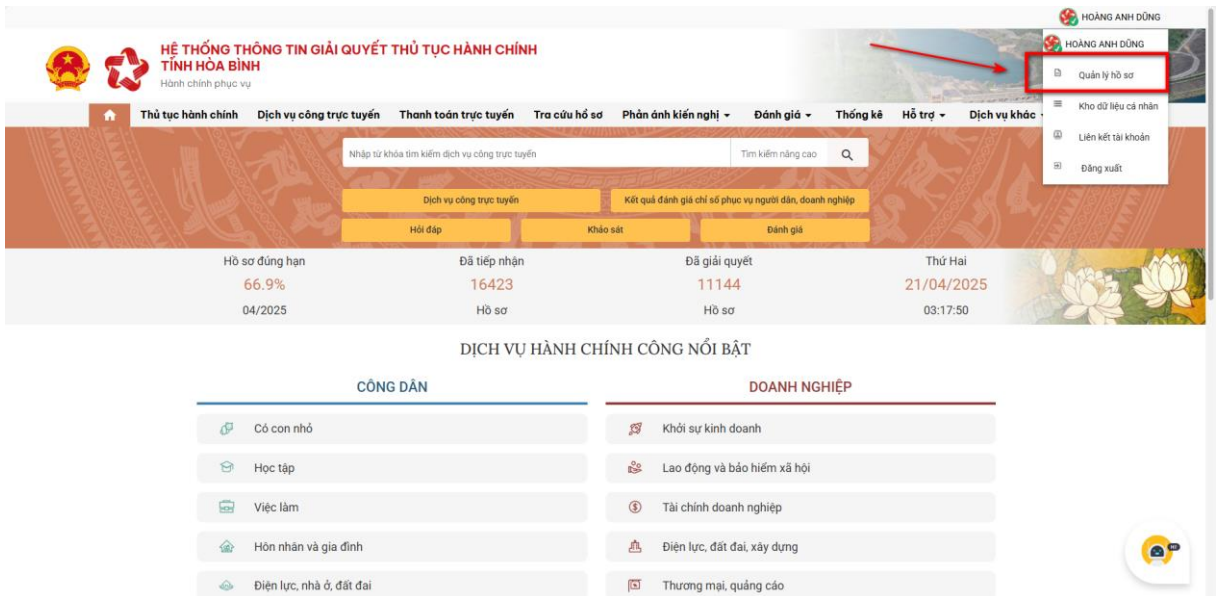 HOÀNG ANH DŨNG
HỆ THỐNG THÔNG TIN GIẢI QUYẾT THỦ TỤC HÀNH CHÍNH
TỈNH HÒA BÌNH
Hành chính phục vụ
HOÀNG ANH DŨNG
Quản lý hồ sơ
Kho dữ liệu cá nhân
Liên kết tài khoản
Đăng xuất
Thủ tục hành chính Dịch vụ công trực tuyến Thanh toán trực tuyến Tra cứu hồ sơ Phản ánh kiến nghị Đánh giá Thống kê Hỗ trợ Dịch vụ khác
Nhập từ khóa tìm kiếm dịch vụ công trực tuyến Tìm kiếm nâng cao
Dịch vụ công trực tuyến Kết quả đánh giá chỉ số phục vụ người dân, doanh nghiệp
Hỏi đáp Khảo sát Đánh giá
Hồ sơ đúng hạn Đã tiếp nhận Đã giải quyết Thứ Hai
66.9% 16423 11144 21/04/2025
04/2025 Hồ sơ Hồ sơ 03:17:50
DỊCH VỤ HÀNH CHÍNH CÔNG NỔI BẬT
CÔNG DÂN DOANH NGHIỆP
Có con nhỏ Khởi sự kinh doanh
Học tập Lao động và bảo hiểm xã hội
Việc làm Tài chính doanh nghiệp
Hôn nhân và gia đình Điện lực, đất đai, xây dựng
Điện lực, nhà ở, đất đai Thương mại, quảng cáo